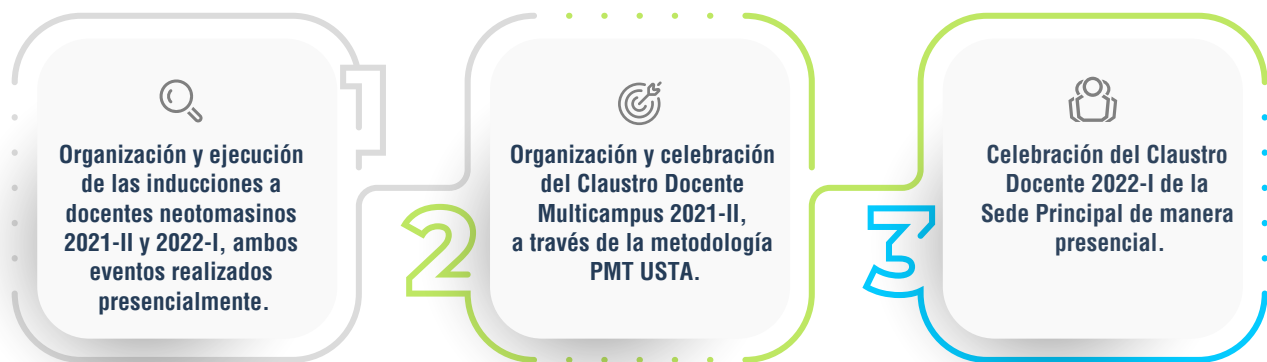 1
Organización y ejecución
de las inducciones a
docentes neotomasinos
2021-II y 2022-I, ambos
eventos realizados
presencialmente.
2
Organización y celebración
del Claustro Docente
Multicampus 2021-II,
a través de la metodología
PMT USTA.
3
Celebración del Claustro
Docente 2022-I de la
Sede Principal de manera
presencial.